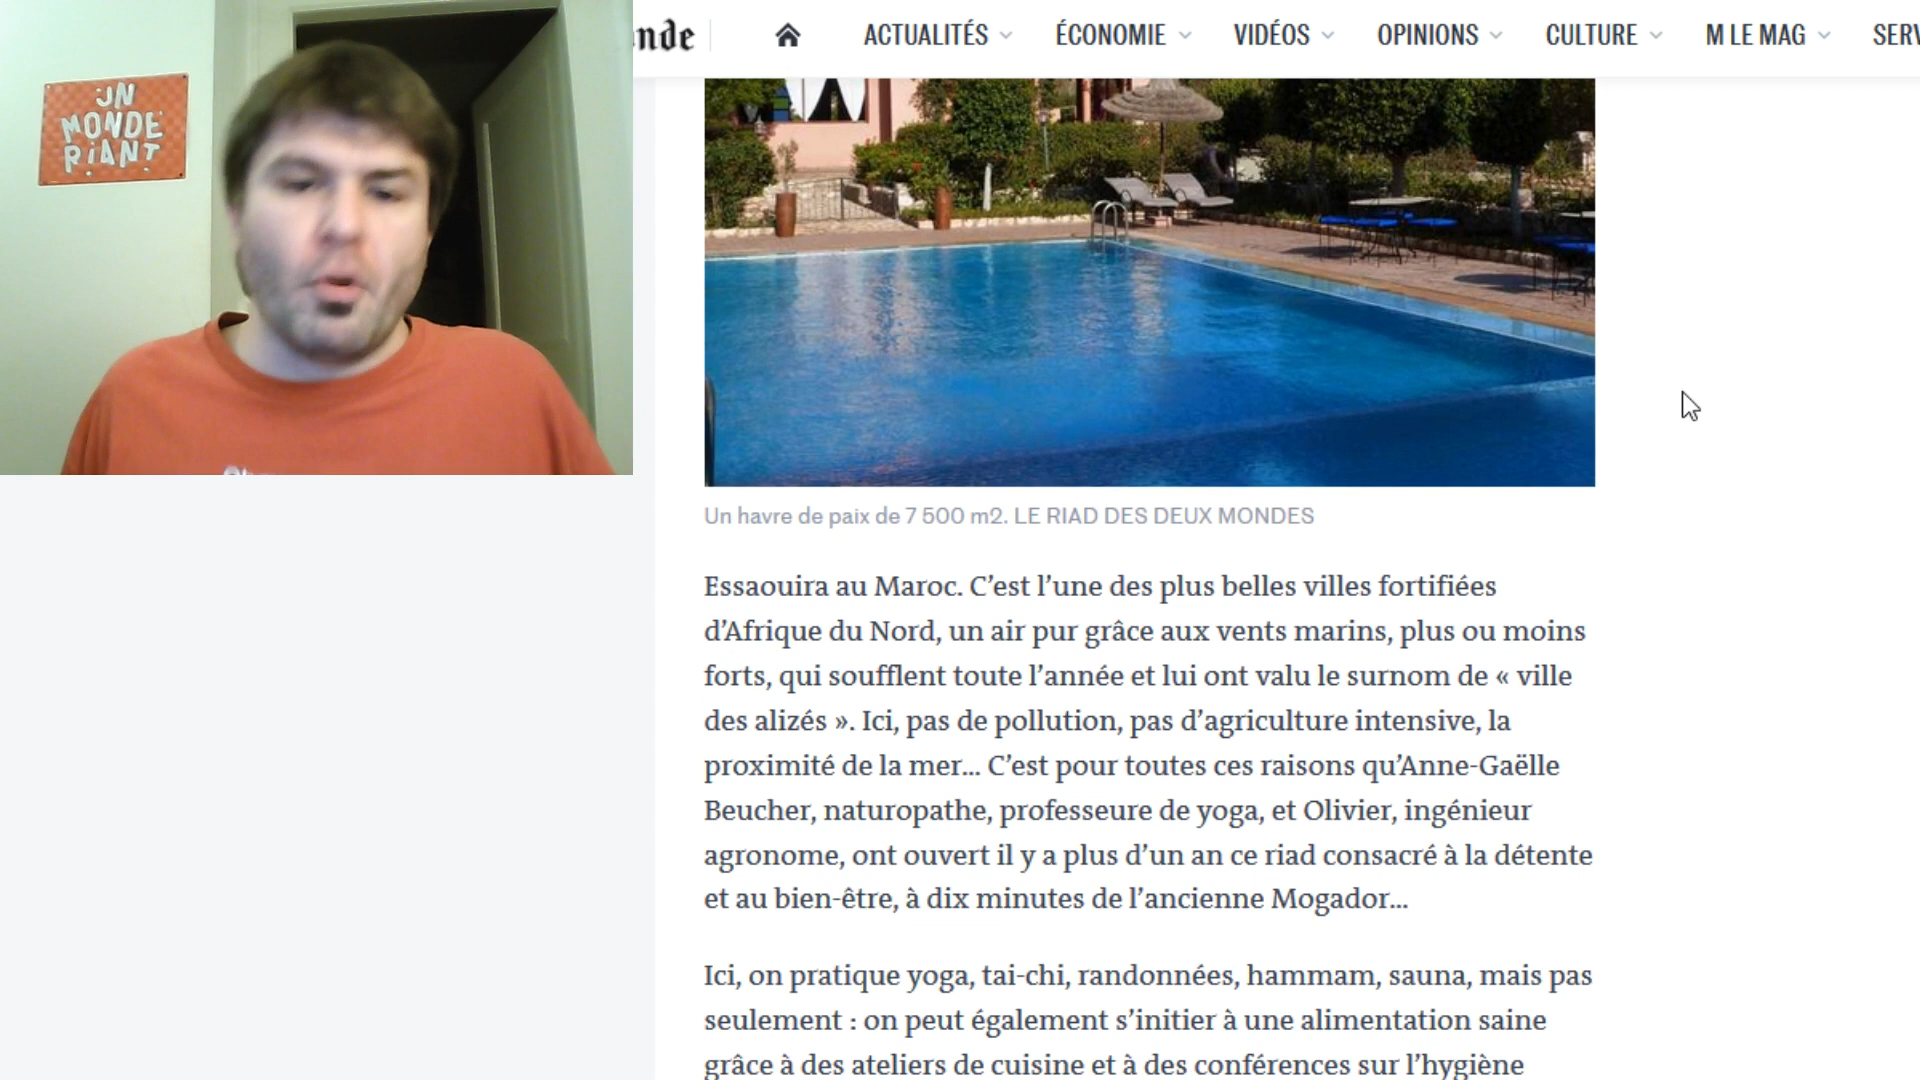 UN
MONDE
RIANT
nde
ACTUALITÉS
ÉCONOMIE
VIDÉOS
OPINIONS
CULTURE
M LE MAG
SERV
Un havre de paix de 7 500 m2. LE RIAD DES DEUX MONDES
Essaouira au Maroc. C’est l’une des plus belles villes fortifiées
d’Afrique du Nord, un air pur grâce aux vents marins, plus ou moins
forts, qui soufflent toute l’année et lui ont valu le surnom de « ville
des alizés ». Ici, pas de pollution, pas d’agriculture intensive, la
proximité de la mer... C’est pour toutes ces raisons qu’Anne-Gaëlle
Beucher, naturopathe, professeure de yoga, et Olivier, ingénieur
agronome, ont ouvert il y a plus d’un an ce riad consacré à la détente
et au bien-être, à dix minutes de l’ancienne Mogador...
Ici, on pratique yoga, tai-chi, randonnées, hammam, sauna, mais pas
seulement : on peut également s’initier à une alimentation saine
grâce à des ateliers de cuisine et à des conférences sur l’hygiène